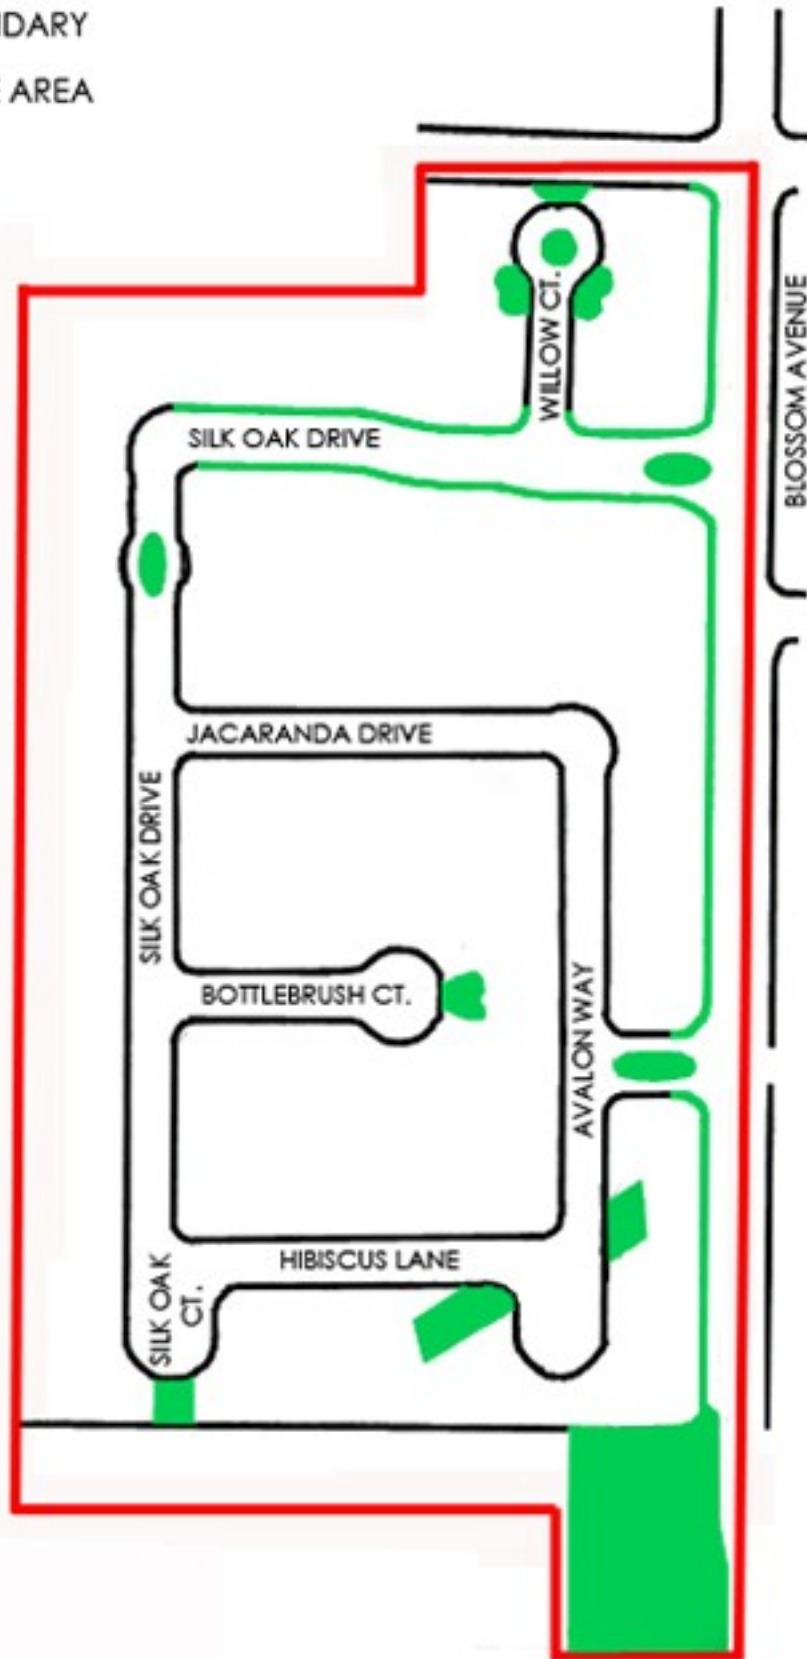 NDARY
E AREA
WILLOW CT.
BLOSSOM AVENUE
SILK OAK DRIVE
JACARANDA DRIVE
SILK OAK DRIVE
BOTTLEBRUSH CT.
AVALON WAY
HIBISCUS LANE
SILK OAK
CT.